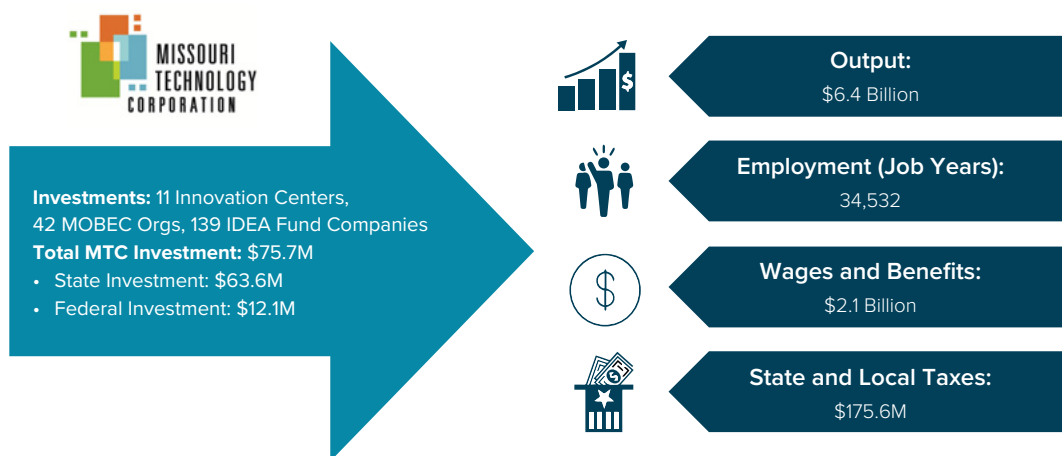 MISSOURI
TECHNOLOGY
CORPORATION
Investments: 11 Innovation Centers,
42 MOBEC Orgs, 139 IDEA Fund Companies
Total MTC Investment: $75.7M
• State Investment: $63.6M
• Federal Investment: $12.1M
$
Output:
$6.4 Billion
Employment (Job Years):
34,532
$
Wages and Benefits:
$2.1 Billion
$
State and Local Taxes:
$175.6M